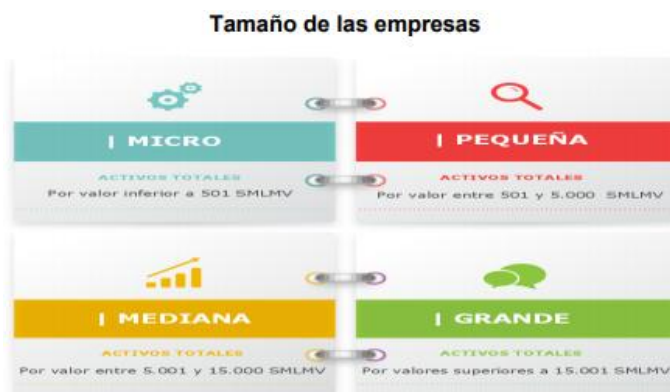 Tamaño de las empresas
| MICRO
ACTIVOS TOTALES
Por valor inferior a 501 SMLMV
| PEQUEÑA
ACTIVOS TOTALES
Por valor entre 501 y 5.000 SMLMV
| MEDIANA
ACTIVOS TOTALES
Por valor entre 5.001 y 15.000 SMLMV
| GRANDE
ACTIVOS TOTALES
Por valores superiores a 15.001 SMLMV